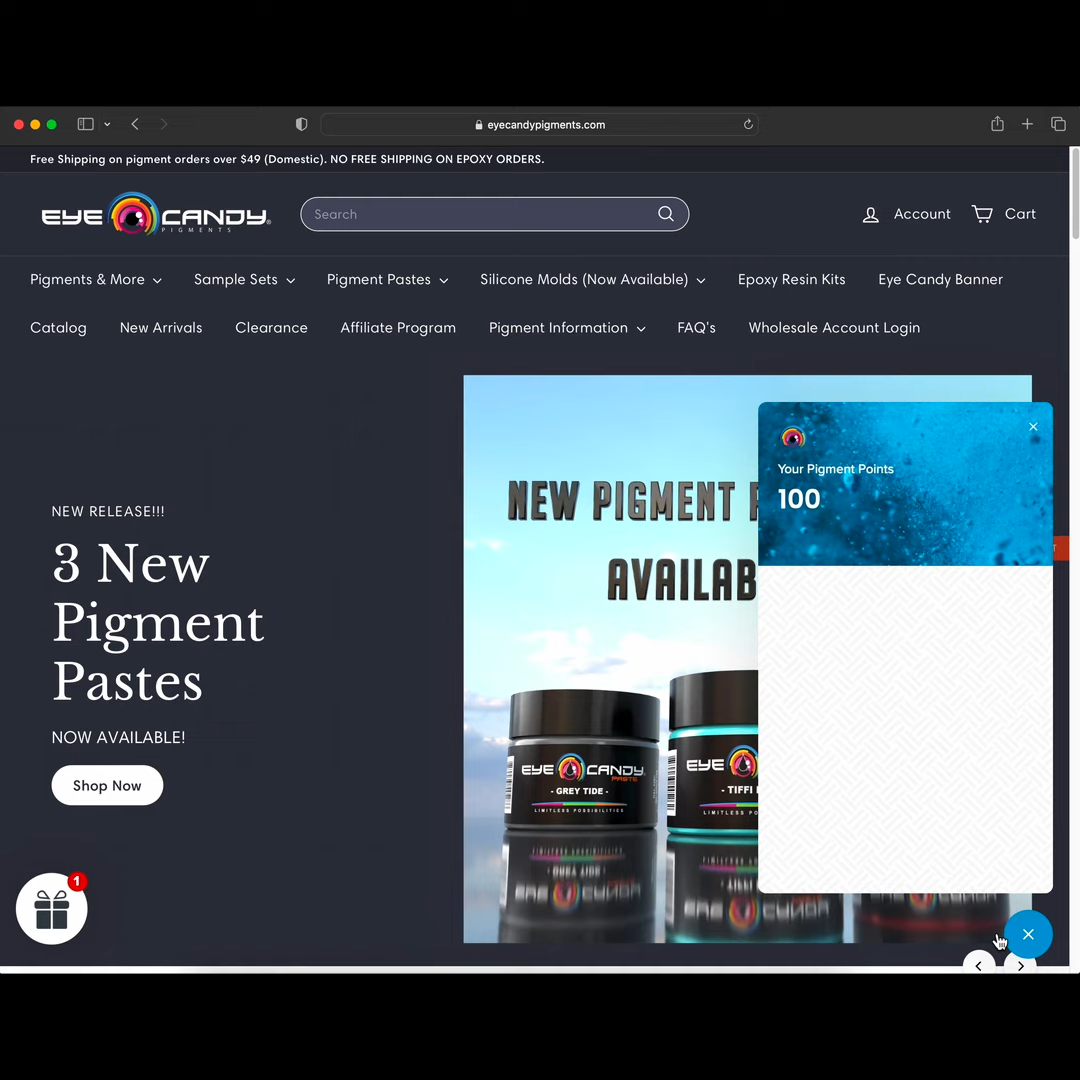 eyecandypigments.com
Free Shipping on pigment orders over $49 (Domestic). NO FREE SHIPPING ON EPOXY ORDERS.
EYE CANDY®
PIGMENTS
Search
Account
Cart
Pigments & More
Sample Sets
Pigment Pastes
Silicone Molds (Now Available)
Epoxy Resin Kits
Eye Candy Banner
Catalog
New Arrivals
Clearance
Affiliate Program
Pigment Information
FAQ's
Wholesale Account Login
NEW RELEASE!!!
3 New
Pigment
Pastes
NOW AVAILABLE!
Shop Now
NEW PIGMENT
AVAILAB
Your Pigment Points
100
EYE CANDY
PASTE
- GREY TIDE -
LIMITLESS POSSIBILITIES
EYE
- TIFFI
1